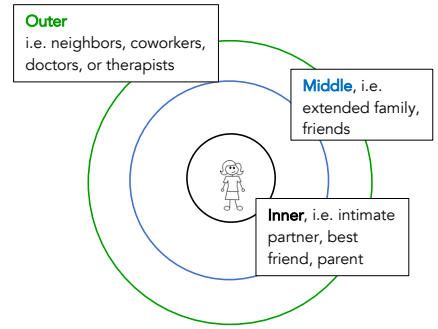 Outer
i.e. neighbors, coworkers,
doctors, or therapists
Middle, i.e.
extended family,
friends
Inner, i.e. intimate
partner, best
friend, parent